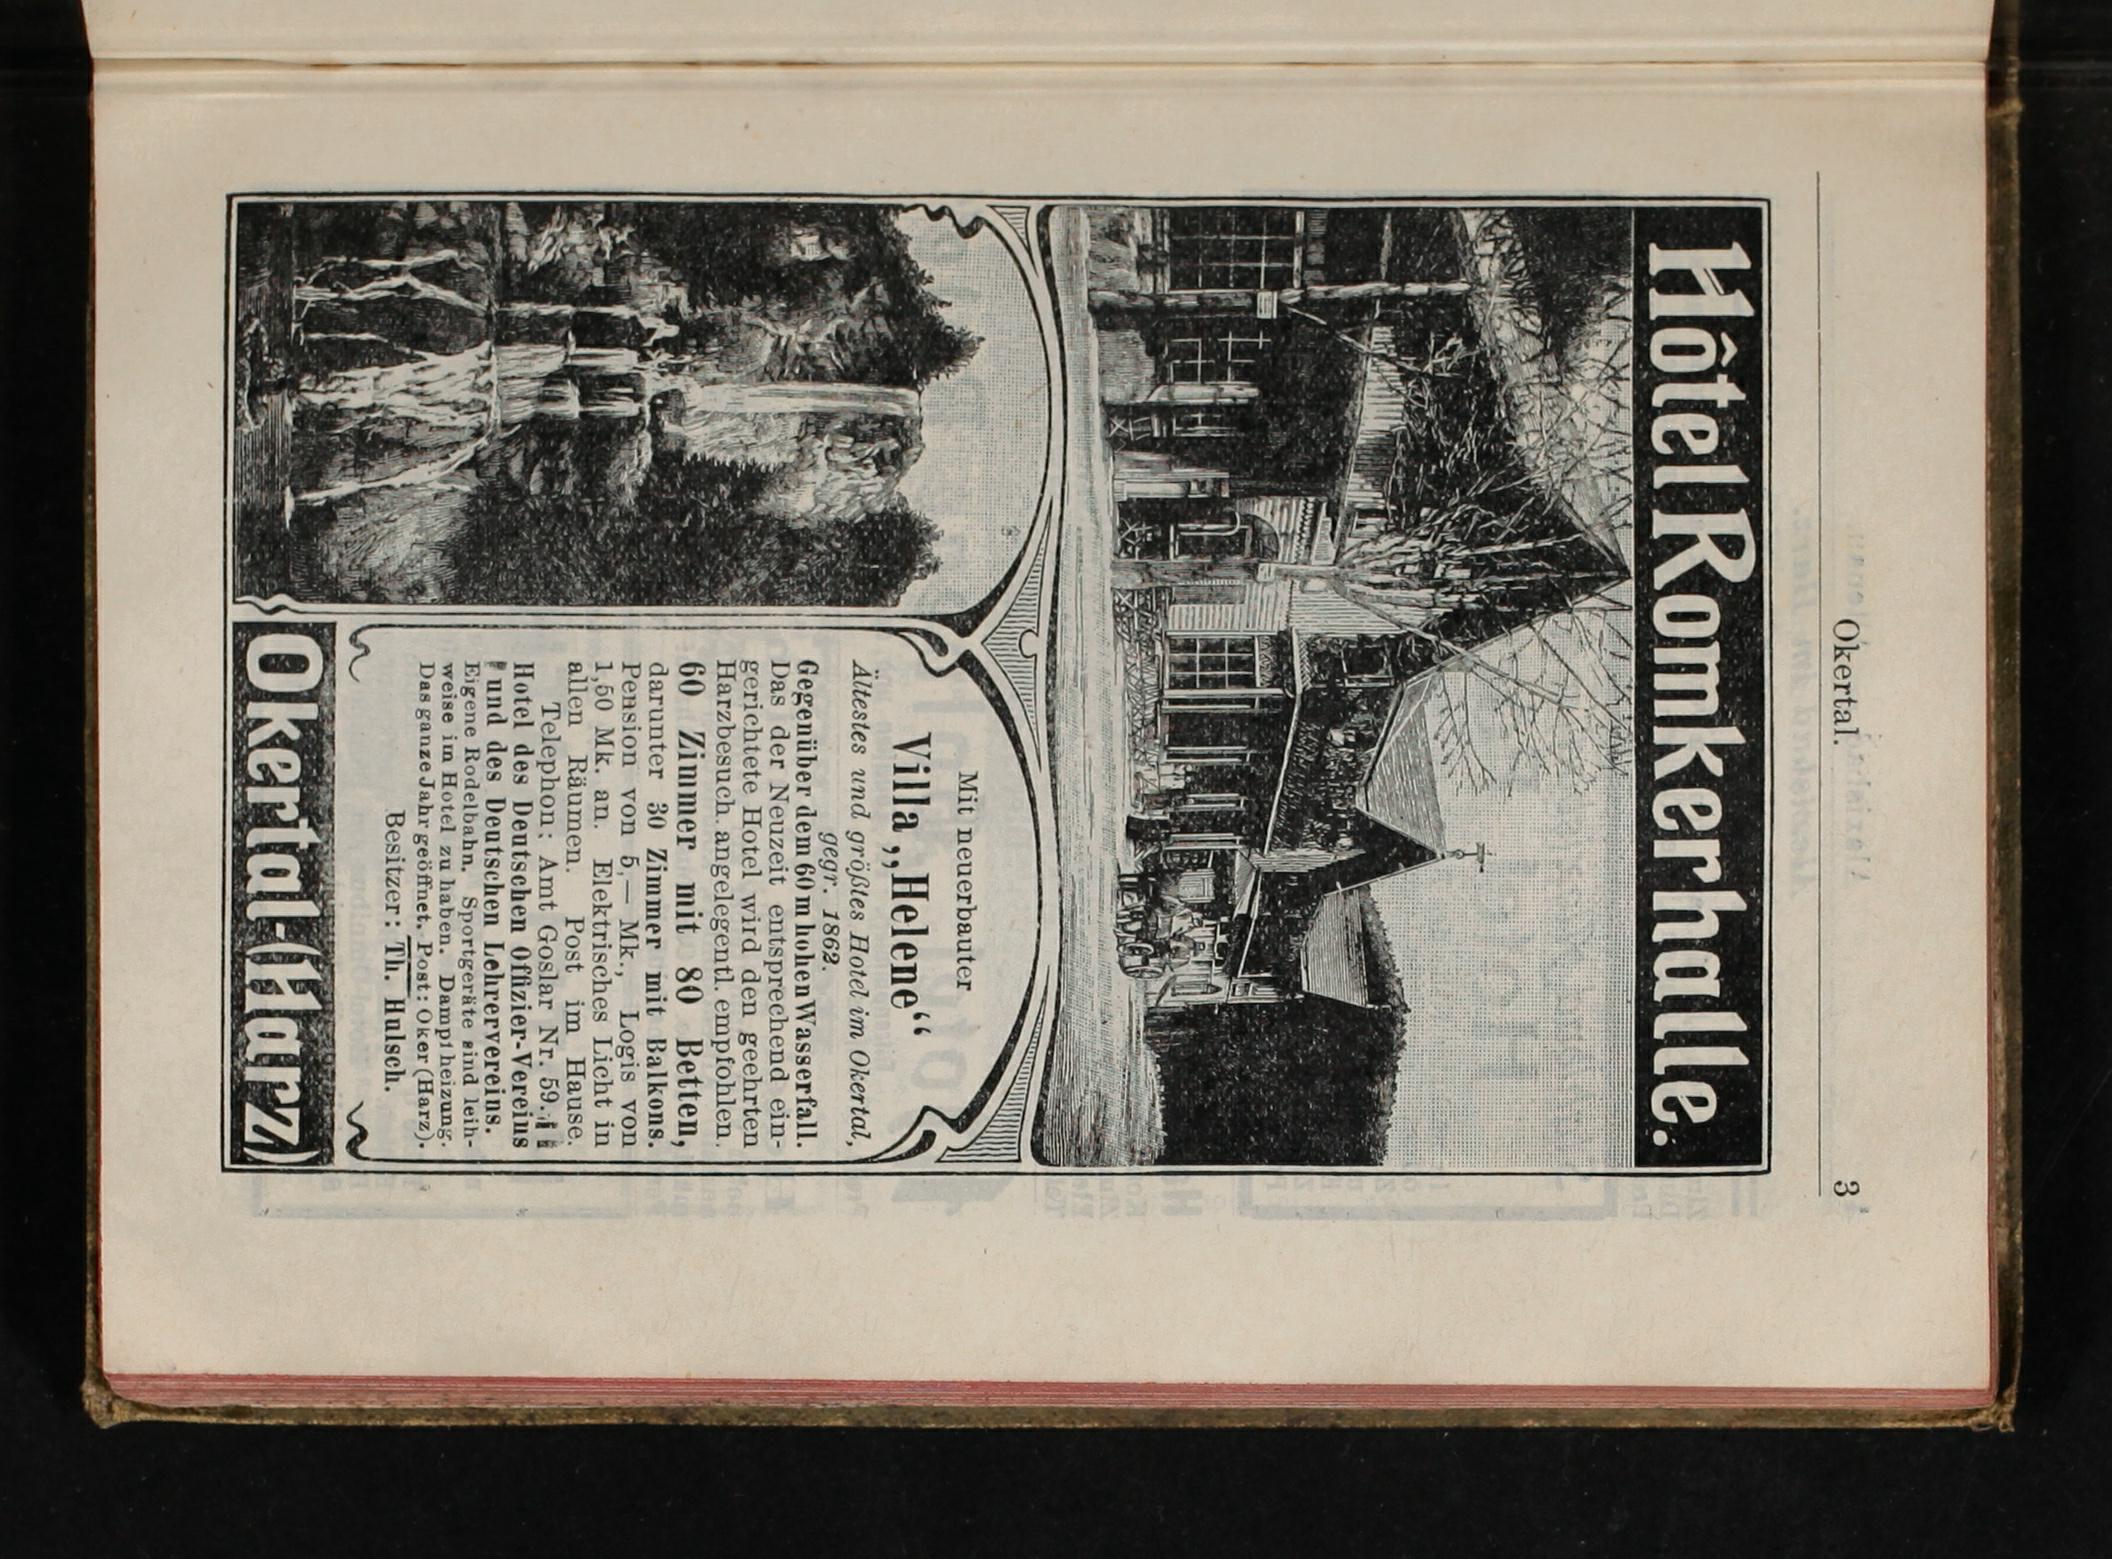 Okertal.
3
Hôtel Romkerhalle.
Mit neuerbauter
Villa „Helene“
Ältestes und größtes Hotel im Okertal,
gegr. 1862.
Gegenüber dem 60 m hohen Wasserfall.
Das der Neuzeit entsprechend ein-
gerichtete Hotel wird den geehrten
Harzbesuch. angelegentl. empfohlen.
60 Zimmer mit 80 Betten,
darunter 30 Zimmer mit Balkons.
Pension von 5,— Mk., Logis von
1,50 Mk. an. Elektrisches Licht in
allen Räumen. Post im Hause.
Telephon: Amt Goslar Nr. 59.
Hotel des Deutschen Offizier-Vereins
und des Deutschen Lehrervereins.
Eigene Rodelbahn. Sportgeräte sind leih-
weise im Hotel zu haben. Dampfheizung.
Das ganze Jahr geöffnet. Post: Oker (Harz).
Besitzer: Th. Hulsch.
Okertal-(Harz)